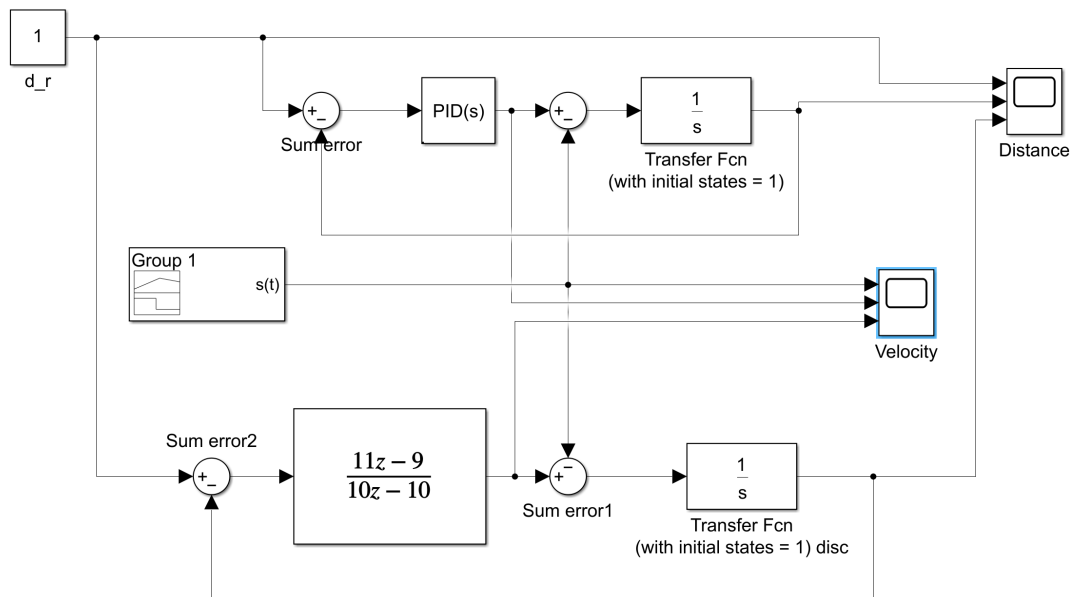 1
d_r
+
−
Sum error
PID(s)
+
−
1
s
Transfer Fcn
(with initial states = 1)
Distance
Group 1
s(t)
Velocity
Sum error2
+
−
11z − 9
10z − 10
−
+
Sum error1
1
s
Transfer Fcn
(with initial states = 1) disc